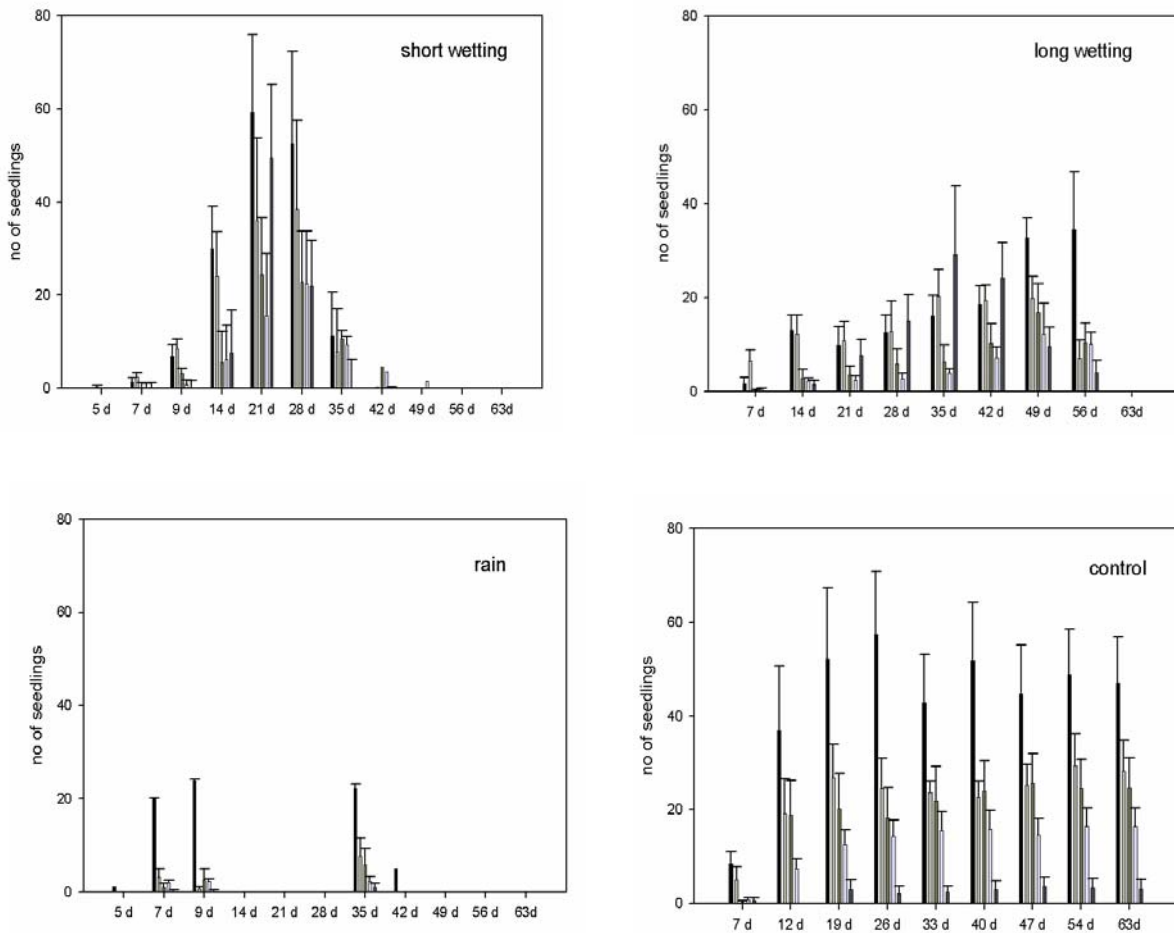 short wetting
no of seedlings
80
60
40
20
0
5 d 7 d 9 d 14 d 21 d 28 d 35 d 42 d 49 d 56 d 63d
long wetting
no of seedlings
80
60
40
20
0
7 d 14 d 21 d 28 d 35 d 42 d 49 d 56 d 63d
rain
no of seedlings
80
60
40
20
0
5 d 7 d 9 d 14 d 21 d 28 d 35 d 42 d 49 d 56 d 63d
control
no of seedlings
80
60
40
20
0
7 d 12 d 19 d 26 d 33 d 40 d 47 d 54 d 63d